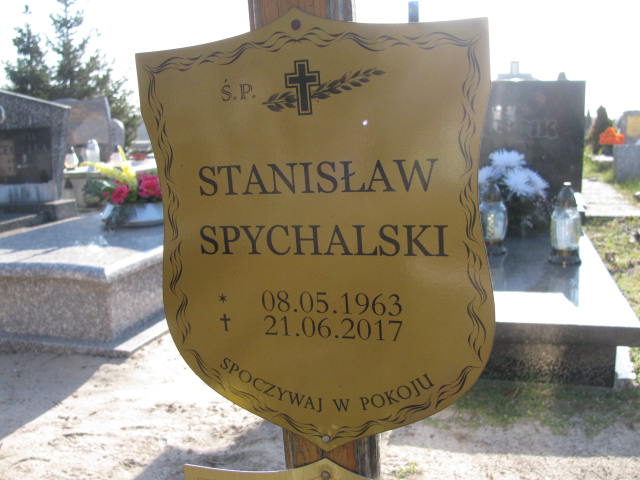 Ś.P.
STANISŁAW
SPYCHALSKI
* 08.05.1963
✝ 21.06.2017
SPOCZYWAJ W POKOJU